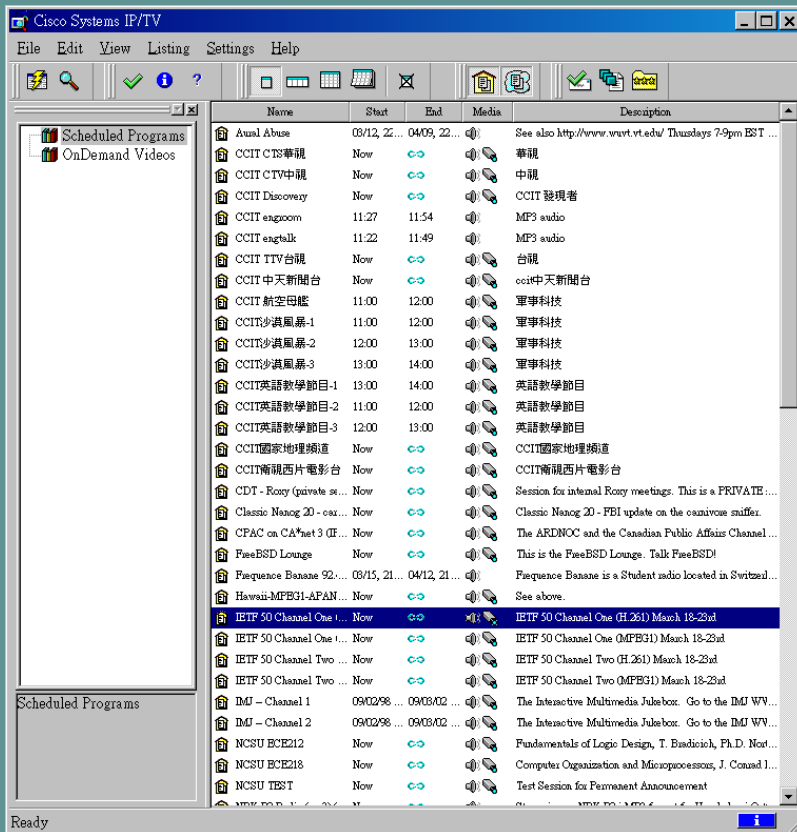 Cisco Systems IP/TV
File Edit View Listing Settings Help
Scheduled Programs
OnDemand Videos
Name Start End Media Description
Aural Abuse 03/12, 22... 04/09, 22... See also http://www.wuvt.vt.edu/ Thursdays 7-9pm EST ...
CCIT CTS華視 Now 華視
CCIT CTV中視 Now 中視
CCIT Discovery Now CCIT 發現者
CCIT engroom 11:27 11:54 MP3 audio
CCIT engtalk 11:22 11:49 MP3 audio
CCIT TTV台視 Now 台視
CCIT 中天新聞台 Now ccit中天新聞台
CCIT 航空母艦 11:00 12:00 軍事科技
CCIT沙漠風暴-1 11:00 12:00 軍事科技
CCIT沙漠風暴-2 12:00 13:00 軍事科技
CCIT沙漠風暴-3 13:00 14:00 軍事科技
CCIT英語教學節目-1 13:00 14:00 英語教學節目
CCIT英語教學節目-2 11:00 12:00 英語教學節目
CCIT英語教學節目-3 12:00 13:00 英語教學節目
CCIT國家地理頻道 Now CCIT國家地理頻道
CCIT衛視西片電影台 Now CCIT衛視西片電影台
CDT - Roxy (private se... Now Session for internal Roxy meetings. This is a PRIVATE ...
Classic Nanog 20 - car... Now Classic Nanog 20 - FBI update on the carnivore sniffer.
CPAC on CA*net 3 (IF... Now The ARDNOC and the Canadian Public Affairs Channel ...
FreeBSD Lounge Now This is the FreeBSD Lounge. Talk FreeBSD!
Frequence Banane 92.... 03/15, 21... 04/12, 21... Frequence Banane is a Student radio located in Switzerl...
Hawaii-MPEG1-APAN... Now See above.
IETF 50 Channel One (... Now IETF 50 Channel One (H.261) March 18-23rd
IETF 50 Channel One (... Now IETF 50 Channel One (MPEG1) March 18-23rd
IETF 50 Channel Two ... Now IETF 50 Channel Two (H.261) March 18-23rd
IETF 50 Channel Two ... Now IETF 50 Channel Two (MPEG1) March 18-23rd
IMJ -- Channel 1 09/02/98 ... 09/03/02 ... The Interactive Multimedia Jukebox. Go to the IMJ WW...
IMJ -- Channel 2 09/02/98 ... 09/03/02 ... The Interactive Multimedia Jukebox. Go to the IMJ WW...
NCSU ECE212 Now Fundamentals of Logic Design, T. Bradicich, Ph.D. Nort...
NCSU ECE218 Now Computer Organization and Microprocessors, J. Conrad ...
NCSU TEST Now Test Session for Permanent Announcement
Scheduled Programs
Ready